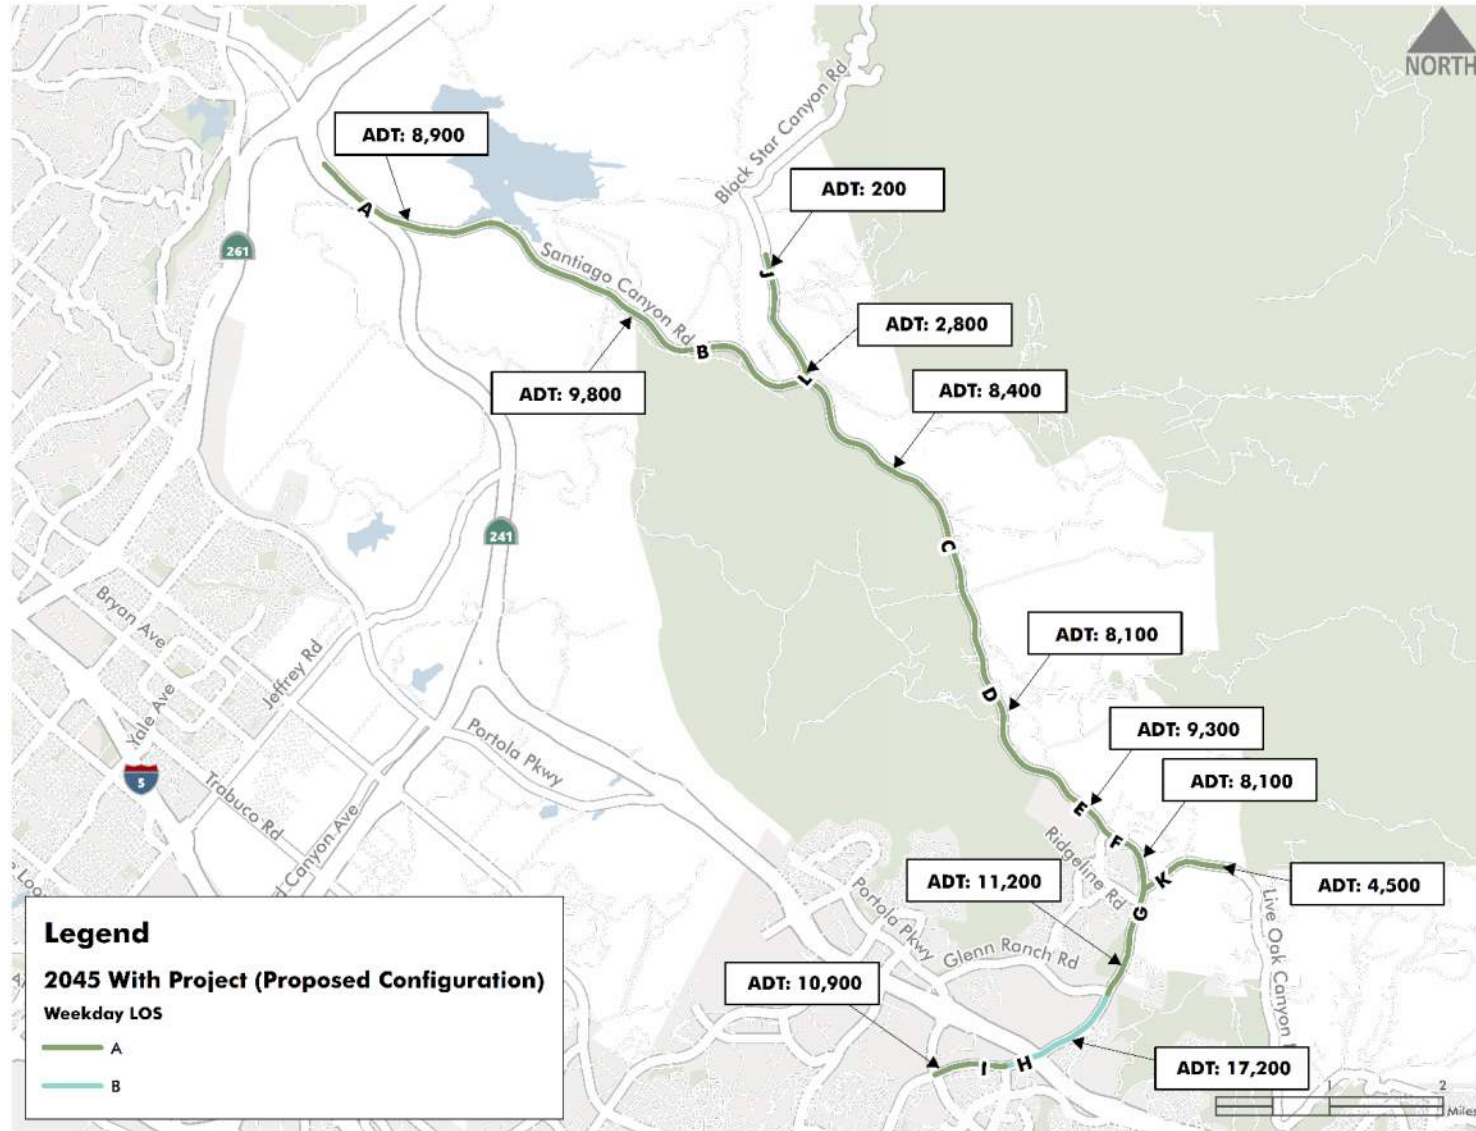 NORTH
ADT: 8,900
Black Star Canyon Rd
ADT: 200
A
261
Santiago Canyon Rd
J
ADT: 2,800
B
L
ADT: 9,800
ADT: 8,400
241
C
Bryan Ave
Jeffrey Rd
ADT: 8,100
D
Yale Ave
Portola Pkwy
ADT: 9,300
5
Trabuco Rd
ADT: 8,100
E
F
Ridgeline Rd
Canyon Ave
ADT: 11,200
K
ADT: 4,500
Portola Pkwy
G
Live Oak Canyon
Glenn Ranch Rd
ADT: 10,900
I
H
ADT: 17,200
Legend
2045 With Project (Proposed Configuration)
Weekday LOS
A
B
1
2
Miles